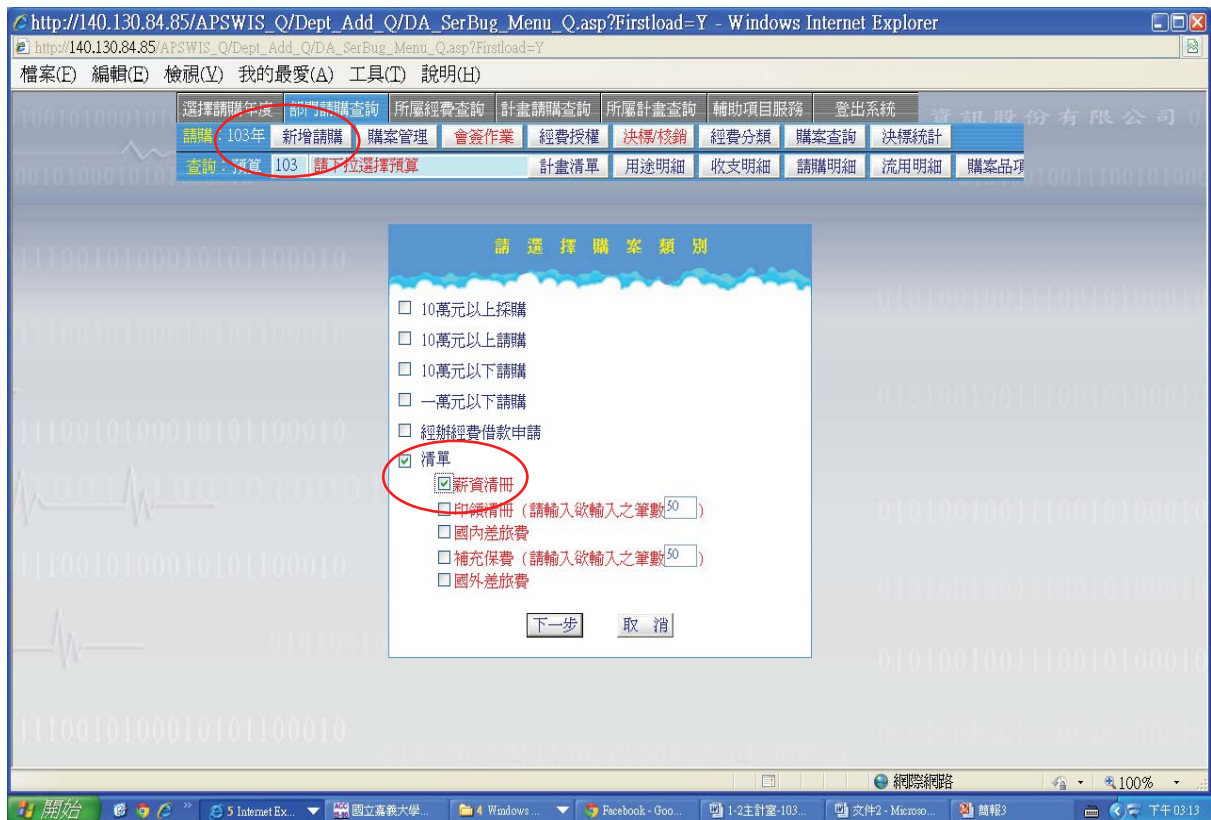 http://140.130.84.85/APSWIS_Q/Dept_Add_Q/DA_SerBug_Menu_Q.asp?Firstload=Y - Windows Internet Explorer
http://140.130.84.85/APSWIS_Q/Dept_Add_Q/DA_SerBug_Menu_Q.asp?Firstload=Y
檔案(F) 編輯(E) 檢視(V) 我的最愛(A) 工具(T) 說明(H)
選擇請購年度 部門請購查詢 所屬經費查詢 計畫請購查詢 所屬計畫查詢 輔助項目服務 登出系統
資訊股份有限公司
請購:103年 新增請購 購案管理 會簽作業 經費授權 決標/核銷 經費分類 購案查詢 決標統計
查詢:預算 103 請下拉選擇預算 計畫清單 用途明細 收支明細 請購明細 流用明細 購案品項
請選擇購案類別
10萬元以上採購
10萬元以上請購
10萬元以下請購
一萬元以下請購
經辦經費借款申請
清單
薪資清冊
印領清冊(請輸入欲輸入之筆數50)
國內差旅費
補充保費(請輸入欲輸入之筆數50)
國外差旅費
下一步 取 消
網際網路 100%
開始 5 Internet Ex... 國立嘉義大學... 4 Windows ... Facebook - Goo... 1-2主計室-103... 文件2 - Microso... 簡報3 下午 03:13